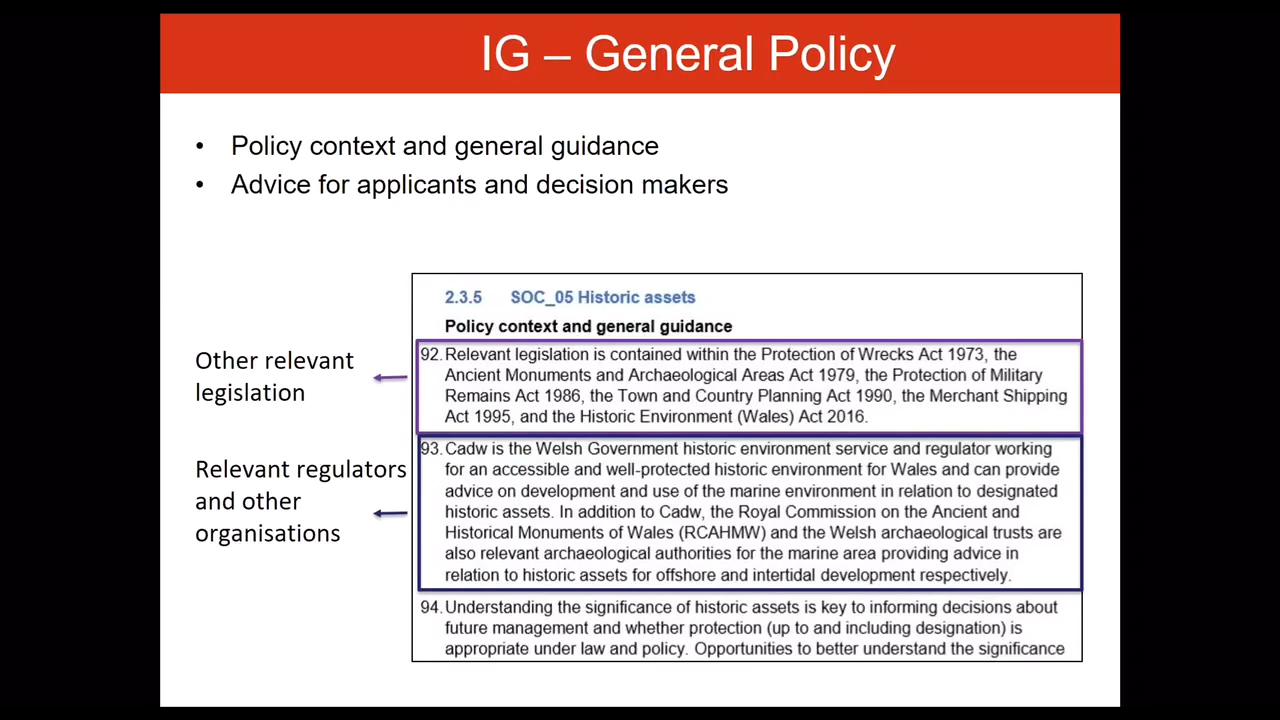 IG – General Policy
• Policy context and general guidance
• Advice for applicants and decision makers
2.3.5 SOC_05 Historic assets
Policy context and general guidance
Other relevant
legislation
92. Relevant legislation is contained within the Protection of Wrecks Act 1973, the
Ancient Monuments and Archaeological Areas Act 1979, the Protection of Military
Remains Act 1986, the Town and Country Planning Act 1990, the Merchant Shipping
Act 1995, and the Historic Environment (Wales) Act 2016.
Relevant regulators
and other
organisations
93. Cadw is the Welsh Government historic environment service and regulator working
for an accessible and well-protected historic environment for Wales and can provide
advice on development and use of the marine environment in relation to designated
historic assets. In addition to Cadw, the Royal Commission on the Ancient and
Historical Monuments of Wales (RCAHMW) and the Welsh archaeological trusts are
also relevant archaeological authorities for the marine area providing advice in
relation to historic assets for offshore and intertidal development respectively.
94. Understanding the significance of historic assets is key to informing decisions about
future management and whether protection (up to and including designation) is
appropriate under law and policy. Opportunities to better understand the significance